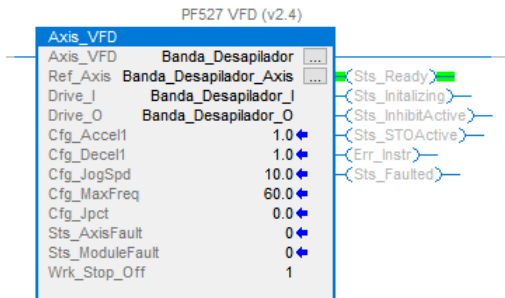 PF527 VFD (v2.4)
Axis_VFD
Axis_VFD Banda_Desapilador ...
Ref_Axis Banda_Desapilador_Axis ... Sts_Ready
Drive_I Banda_Desapilador_I Sts_Initalizing
Drive_O Banda_Desapilador_O Sts_InhibitActive
Cfg_Accel1 1.0 Sts_STOActive
Cfg_Decel1 1.0 Err_Instr
Cfg_JogSpd 10.0 Sts_Faulted
Cfg_MaxFreq 60.0
Cfg_Jpct 0.0
Sts_AxisFault 0
Sts_ModuleFault 0
Wrk_Stop_Off 1